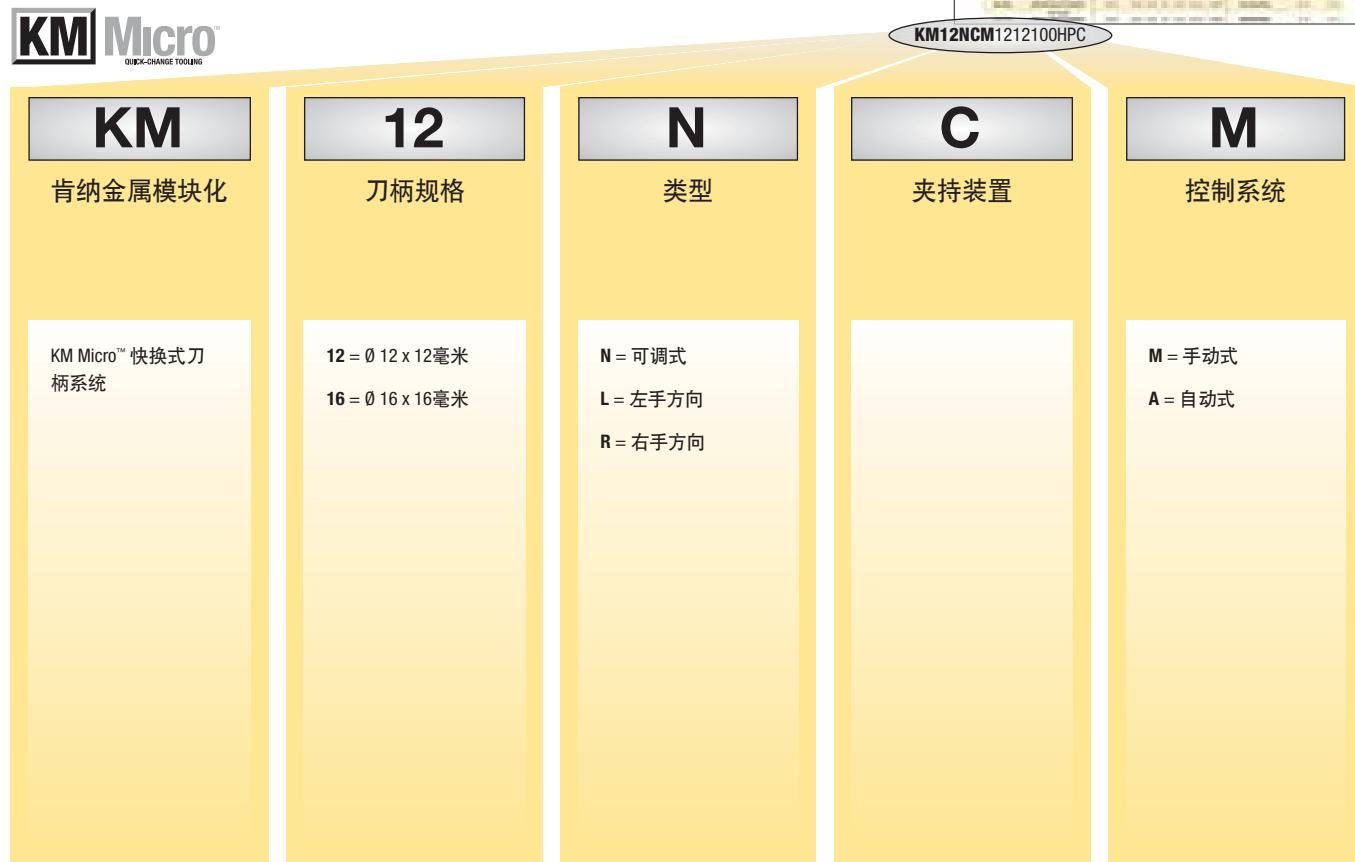 KM Micro™
QUICK-CHANGE TOOLING
KM12NCM1212100HPC
KM
肯纳金属模块化
KM Micro™ 快换式刀
柄系统
12
刀柄规格
12 = Ø 12 x 12毫米
16 = Ø 16 x 16毫米
N
类型
N = 可调式
L = 左手方向
R = 右手方向
C
夹持装置
M
控制系统
M = 手动式
A = 自动式